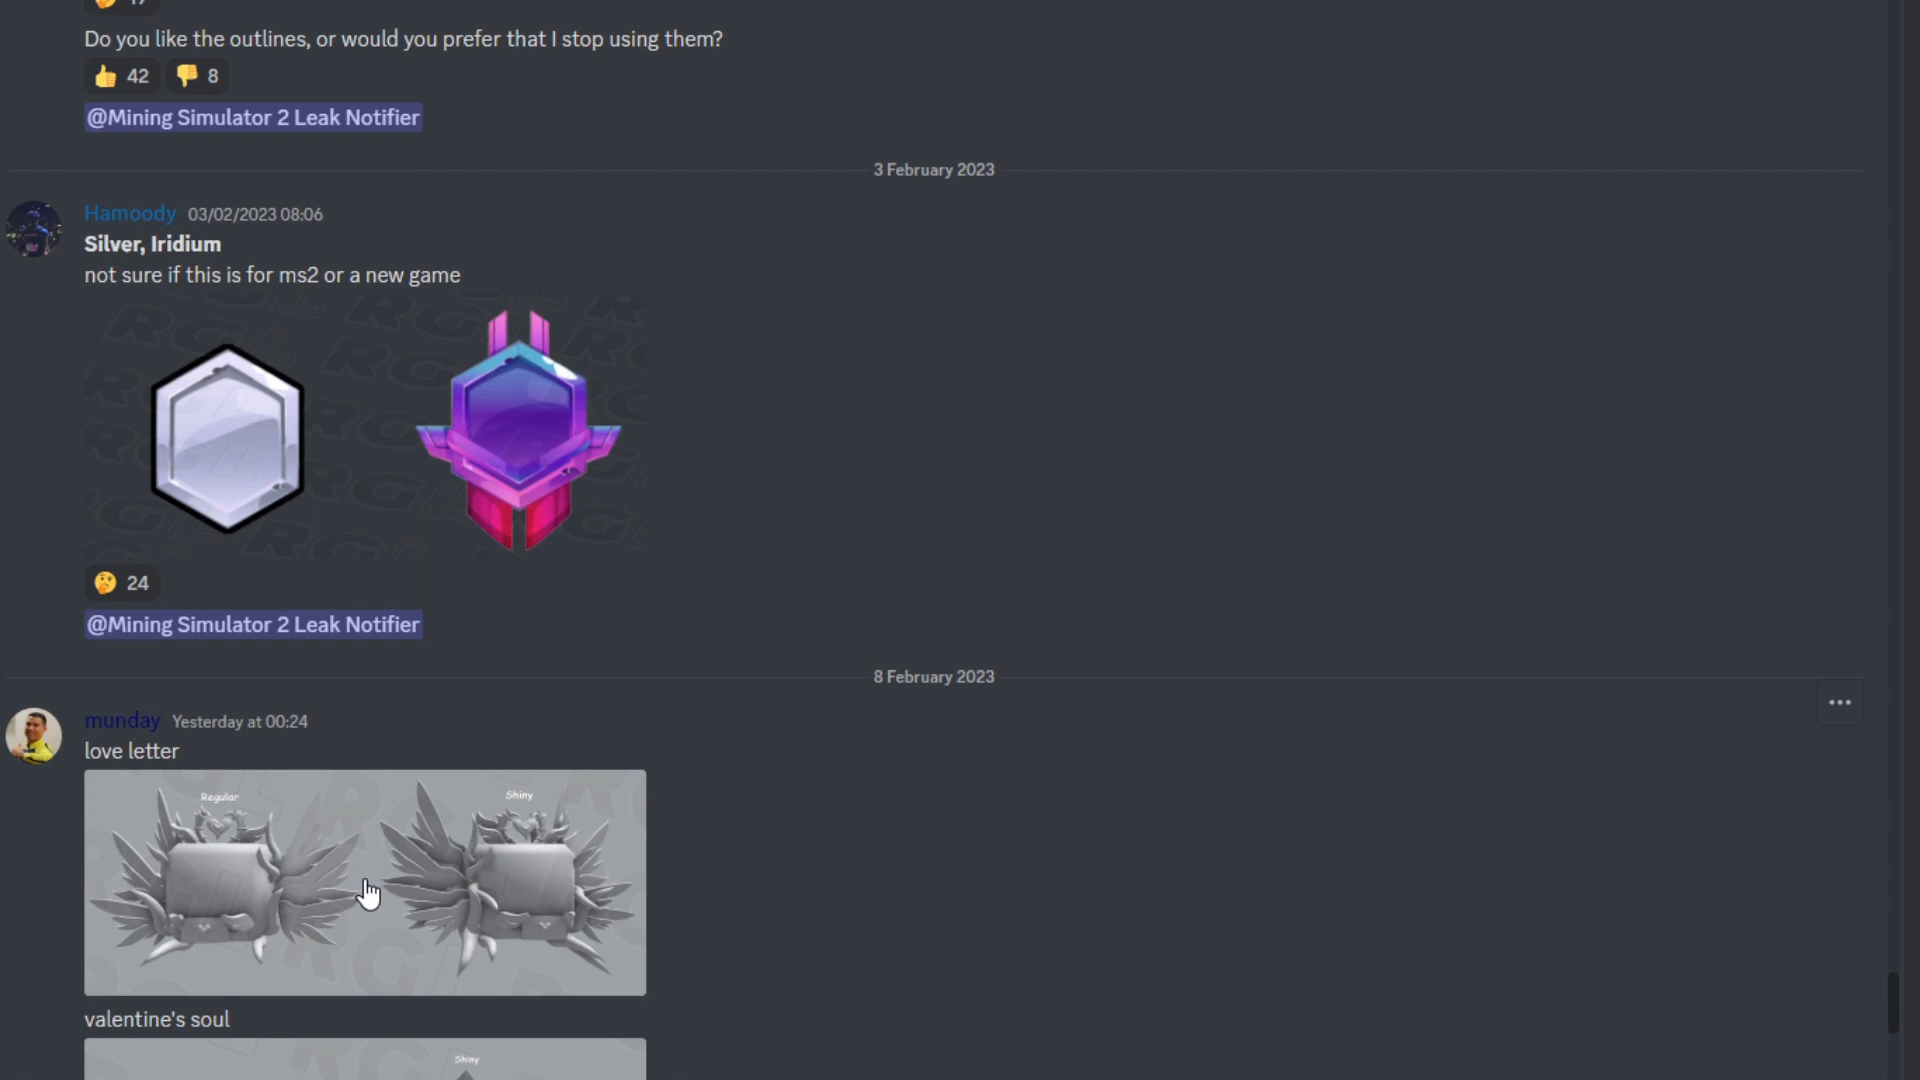 Do you like the outlines, or would you prefer that I stop using them?
42 8
@Mining Simulator 2 Leak Notifier
3 February 2023
Hamoody 03/02/2023 08:06
Silver, Iridium
not sure if this is for ms2 or a new game
24
@Mining Simulator 2 Leak Notifier
8 February 2023
munday Yesterday at 00:24
love letter
Regular Shiny
valentine's soul
Shiny